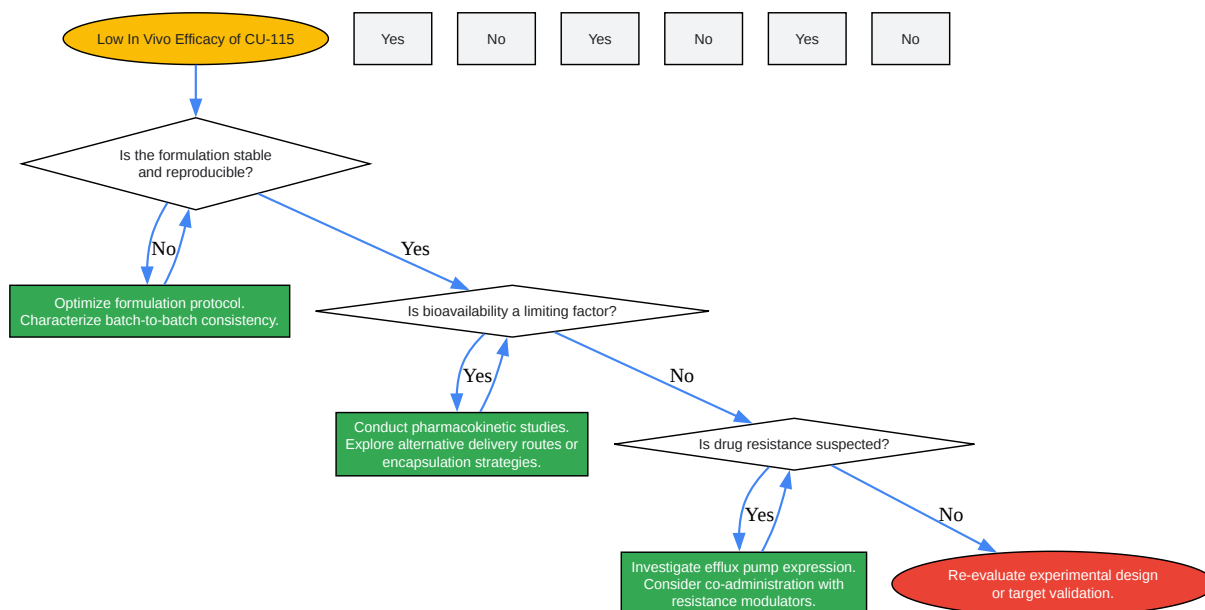 Low In Vivo Efficacy of CU-115
Yes
No
Yes
No
Yes
No
Is the formulation stable
and reproducible?
No
Yes
Optimize formulation protocol.
Characterize batch-to-batch consistency.
Is bioavailability a limiting factor?
Yes
No
Conduct pharmacokinetic studies.
Explore alternative delivery routes or
encapsulation strategies.
Is drug resistance suspected?
Yes
No
Investigate efflux pump expression.
Consider co-administration with
resistance modulators.
Re-evaluate experimental design
or target validation.